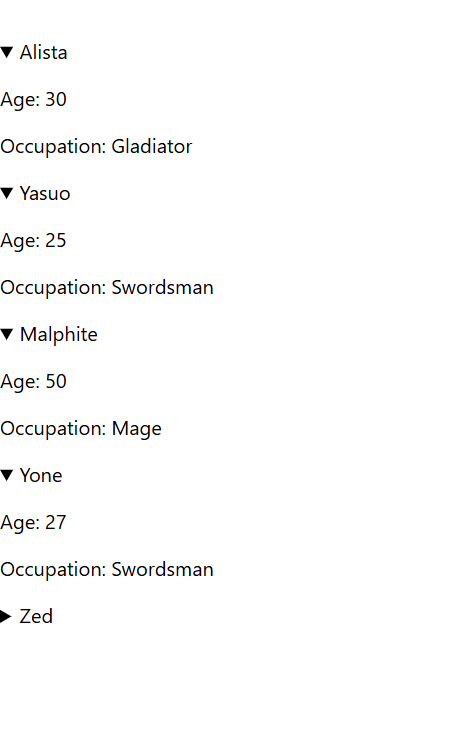 Alista
Age: 30
Occupation: Gladiator
Yasuo
Age: 25
Occupation: Swordsman
Malphite
Age: 50
Occupation: Mage
Yone
Age: 27
Occupation: Swordsman
Zed